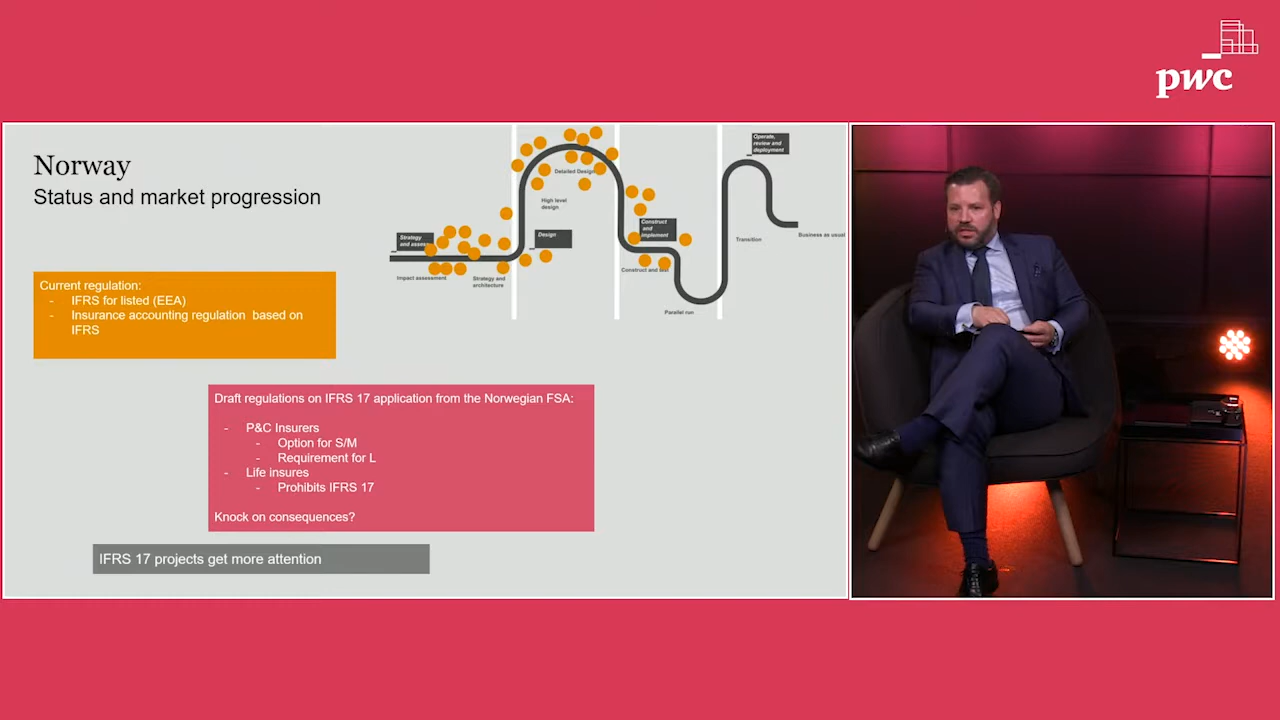 pwc
Norway
Status and market progression
Operate,
review and
deployment
Detailed Design
High level
design
Construct
and
implement
Strategy
and assess
Design
Transition
Business as usual
Impact assessment
Strategy and
architecture
Construct and test
Parallel run
Current regulation:
- IFRS for listed (EEA)
- Insurance accounting regulation based on
IFRS
Draft regulations on IFRS 17 application from the Norwegian FSA:
- P&C Insurers
- Option for S/M
- Requirement for L
- Life insures
- Prohibits IFRS 17
Knock on consequences?
IFRS 17 projects get more attention